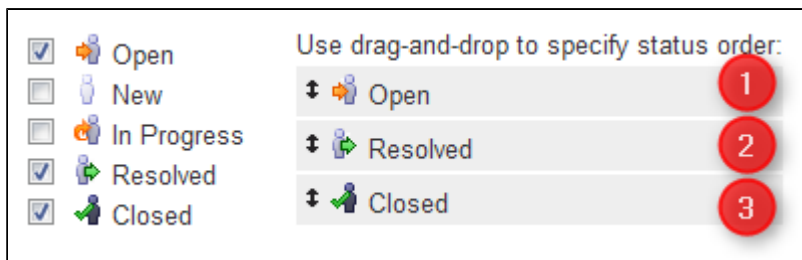 Open
New
In Progress
Resolved
Closed
Use drag-and-drop to specify status order:
Open 1
Resolved 2
Closed 3